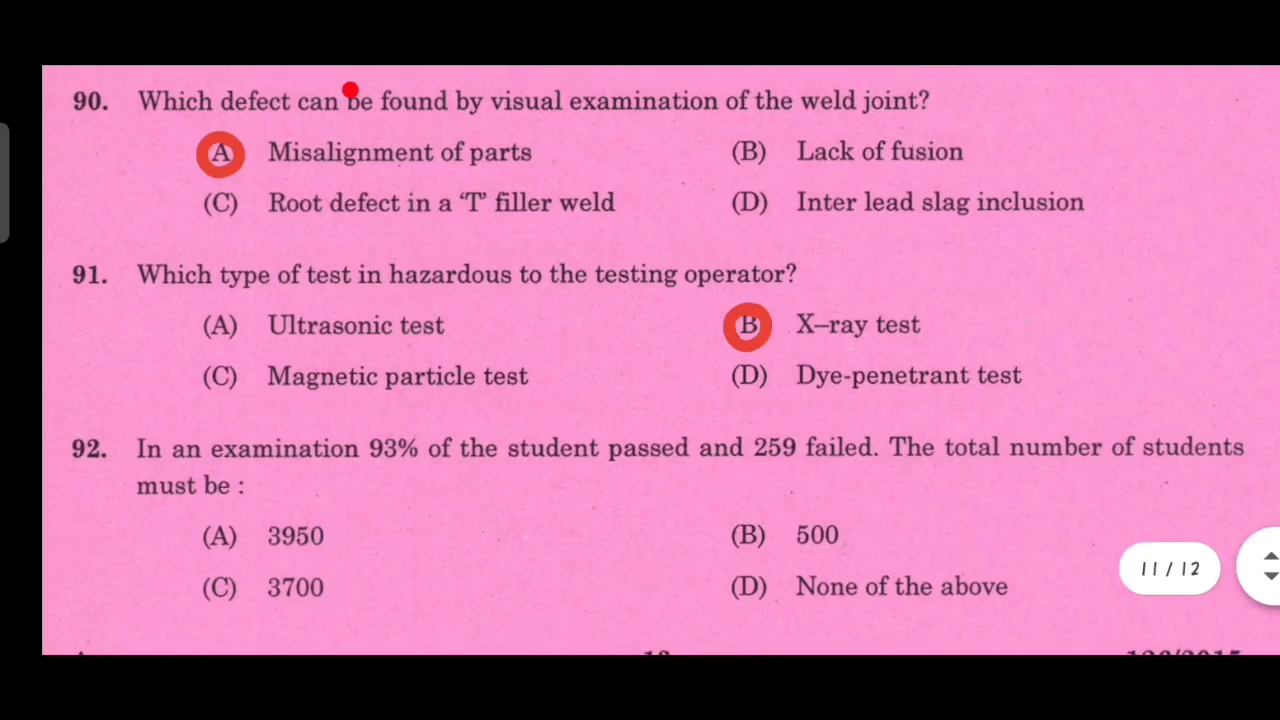 90. Which defect can be found by visual examination of the weld joint?
A Misalignment of parts (B) Lack of fusion
(C) Root defect in a ‘T’ filler weld (D) Inter lead slag inclusion
91. Which type of test in hazardous to the testing operator?
(A) Ultrasonic test B X–ray test
(C) Magnetic particle test (D) Dye-penetrant test
92. In an examination 93% of the student passed and 259 failed. The total number of students
must be :
(A) 3950 (B) 500
(C) 3700 (D) None of the above
11 / 12